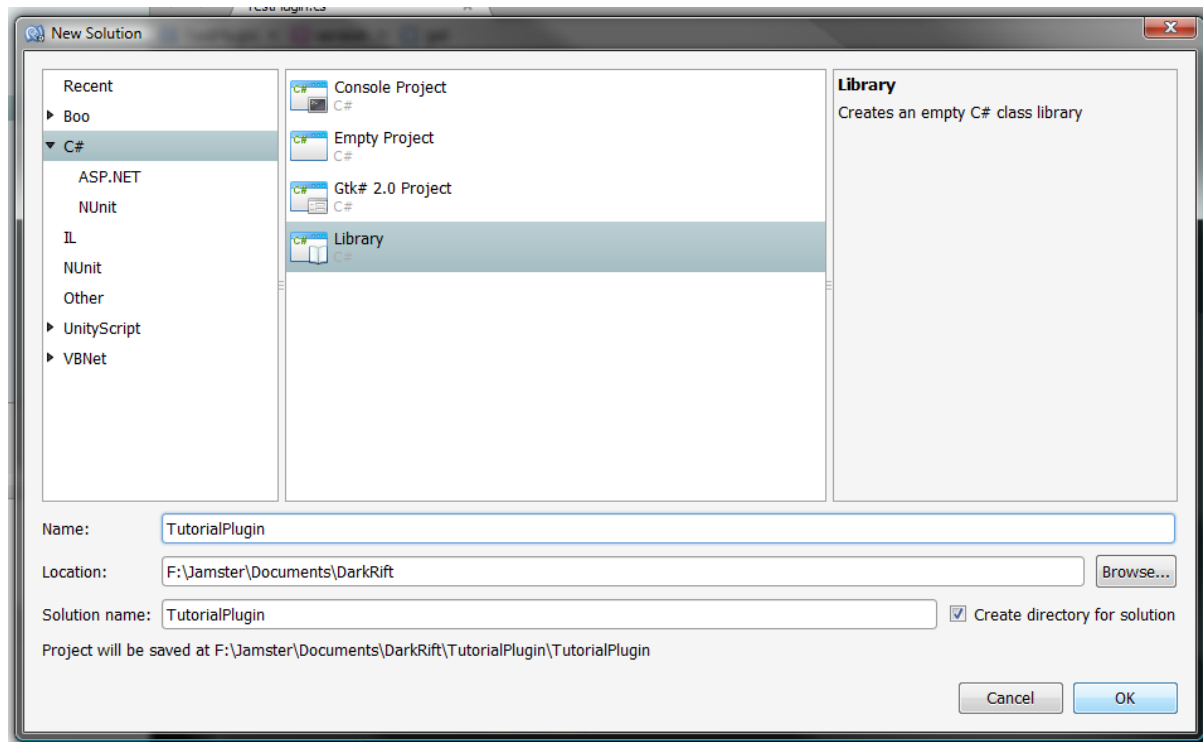 TestPlugin.cs
New Solution
Recent
Boo
C#
ASP.NET
NUnit
IL
NUnit
Other
UnityScript
VBNet
C#
Console Project
C#
C#
Empty Project
C#
C#
Gtk# 2.0 Project
C#
C#
Library
C#
Library
Creates an empty C# class library
Name:
TutorialPlugin
Location:
F:\Jamster\Documents\DarkRift
Browse...
Solution name:
TutorialPlugin
Create directory for solution
Project will be saved at F:\Jamster\Documents\DarkRift\TutorialPlugin\TutorialPlugin
Cancel
OK